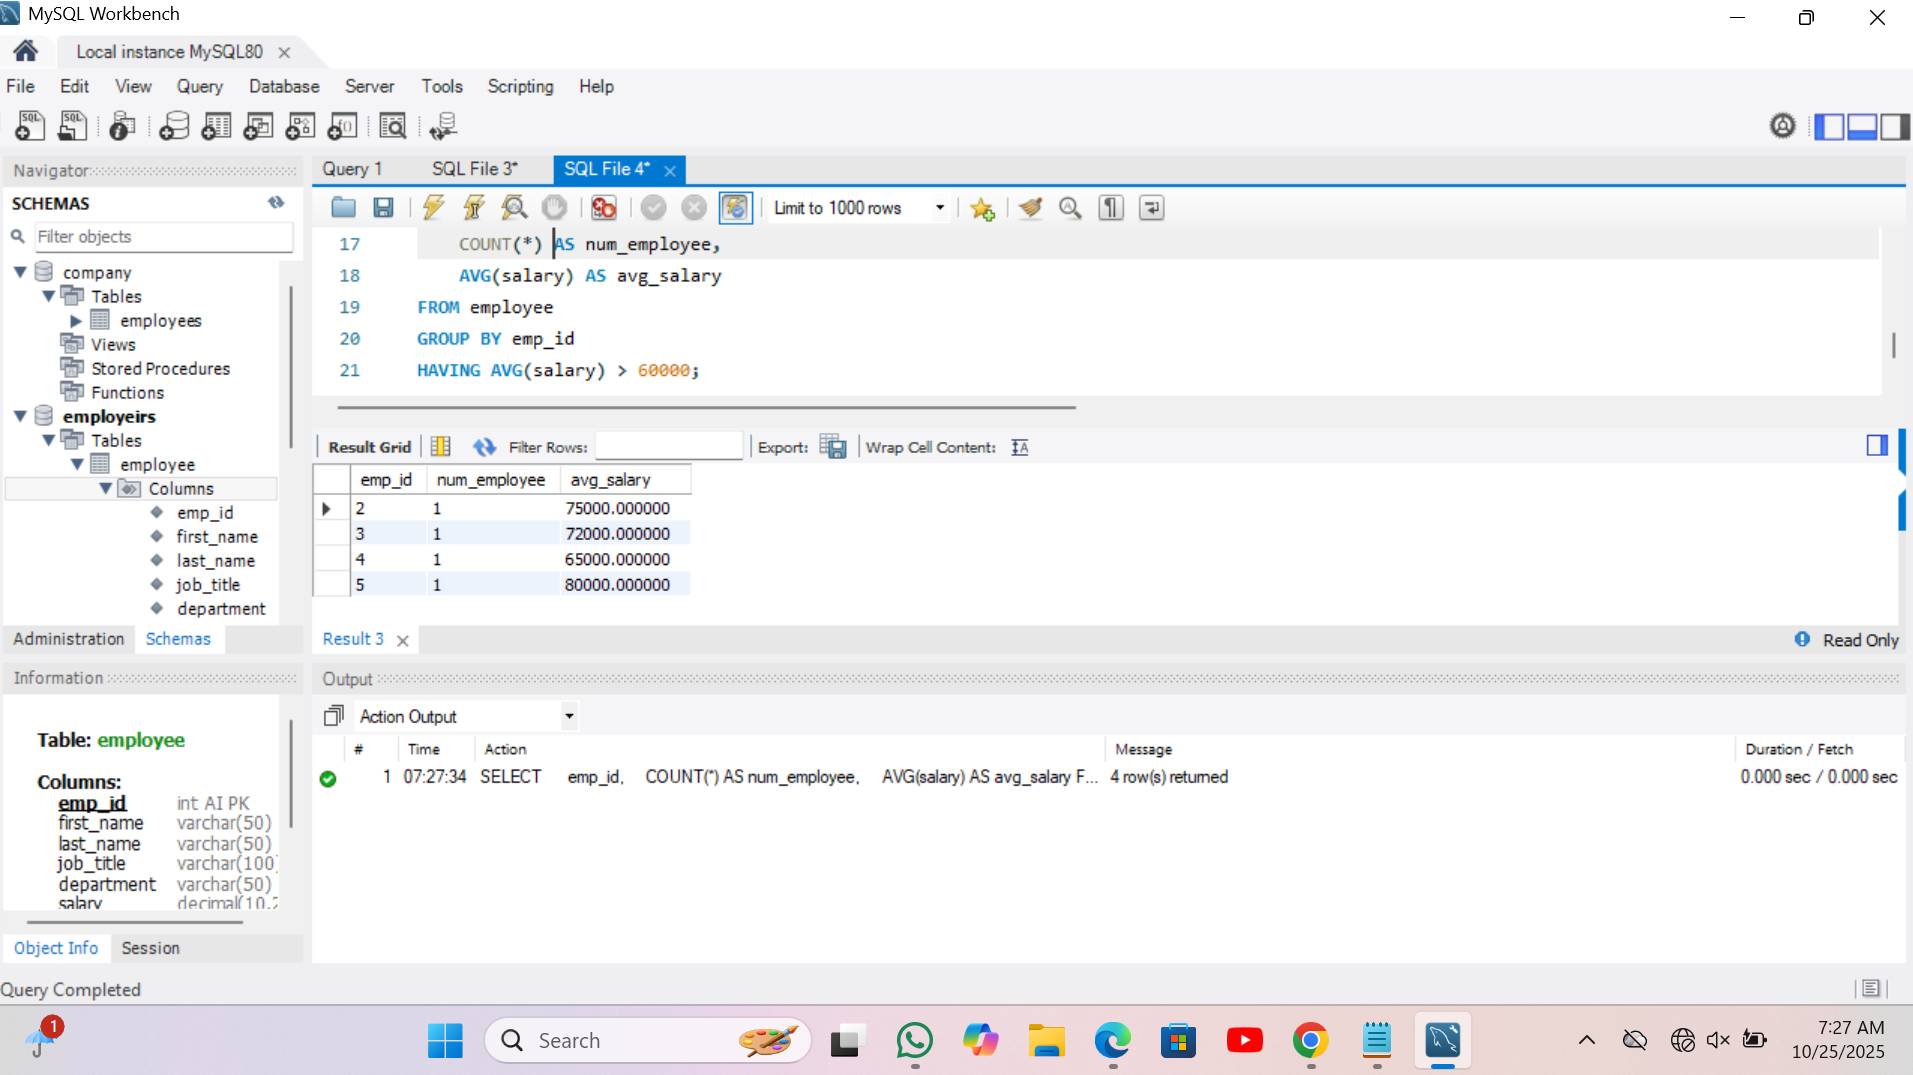 MySQL Workbench
Local instance MySQL80
File Edit View Query Database Server Tools Scripting Help
Navigator
SCHEMAS
Filter objects
company
Tables
employees
Views
Stored Procedures
Functions
employeirs
Tables
employee
Columns
emp_id
first_name
last_name
job_title
department
Administration Schemas
Information
Table: employee
Columns:
emp_id int AI PK
first_name varchar(50)
last_name varchar(50)
job_title varchar(100)
department varchar(50)
salary decimal(10,2
Object Info Session
Query 1 SQL File 3* SQL File 4*
Limit to 1000 rows
17 COUNT(*) AS num_employee,
18 AVG(salary) AS avg_salary
19 FROM employee
20 GROUP BY emp_id
21 HAVING AVG(salary) > 60000;
Result Grid Filter Rows: Export: Wrap Cell Content:
emp_id num_employee avg_salary
2 1 75000.000000
3 1 72000.000000
4 1 65000.000000
5 1 80000.000000
Result 3 Read Only
Output
Action Output
# Time Action Message Duration / Fetch
1 07:27:34 SELECT emp_id, COUNT(*) AS num_employee, AVG(salary) AS avg_salary F... 4 row(s) returned 0.000 sec / 0.000 sec
Query Completed
1
Search
7:27 AM
10/25/2025